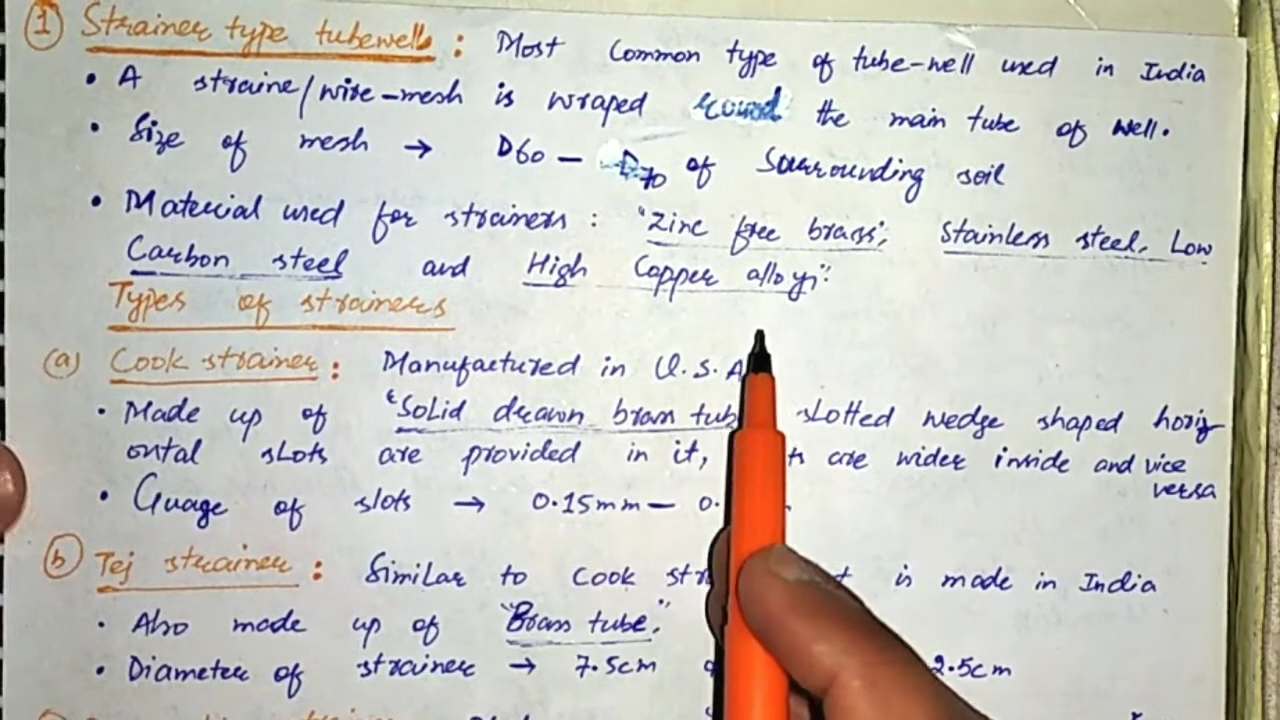 ① Strainer type tubewell : Most Common type of tube-well used in India
• A straine/wire-mesh is wraped round the main tube of well.
• Size of mesh → D60 – D70 of Surrounding soil
• Material used for strainers : "Zinc free brass", Stainless steel, Low
Carbon steel and High Copper alloys".
Types of strainers
(a) Cook strainer : Manufactured in U.S.A
• Made up of "Solid drawn brass tub slotted wedge shaped horiz
ontal slots are provided in it, are wider inside and vice
versa
• Guage of slots → 0.15mm – 0.
ⓑ Tej strainer : Similar to Cook str is made in India
• Also made up of "Brass tube".
• Diameter of strainer → 7.5cm 2.5cm